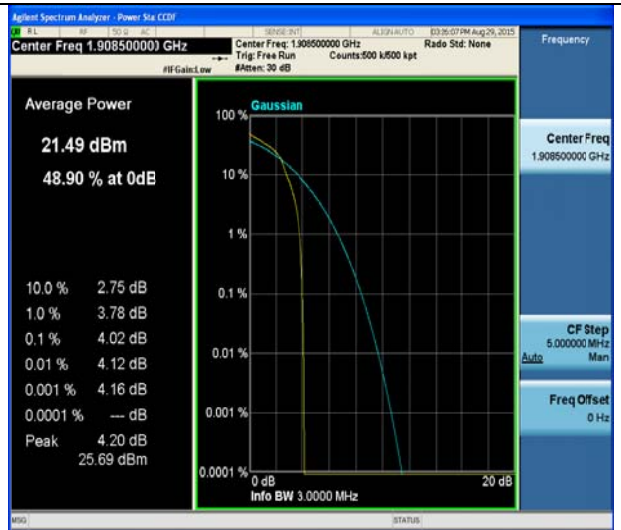 Agilent Spectrum Analyzer - Power Stat CCDF
RL RF 50 Ω AC SENSE:INT ALIGN AUTO 03:35:07 PM Aug 29, 2015
Center Freq 1.908500000 GHz
Center Freq: 1.908500000 GHz Radio Std: None
Trig: Free Run Counts:500 k/500 kpt
#IFGain:Low #Atten: 30 dB
Frequency
Average Power
21.49 dBm
48.90 % at 0dB
10.0 % 2.75 dB
1.0 % 3.78 dB
0.1 % 4.02 dB
0.01 % 4.12 dB
0.001 % 4.16 dB
0.0001 % --- dB
Peak 4.20 dB
25.69 dBm
Gaussian
100 %
10 %
1 %
0.1 %
0.01 %
0.001 %
0.0001 %
0 dB 20 dB
Info BW 3.0000 MHz
Center Freq
1.908500000 GHz
CF Step
5.000000 MHz
Auto Man
Freq Offset
0 Hz
MSG STATUS